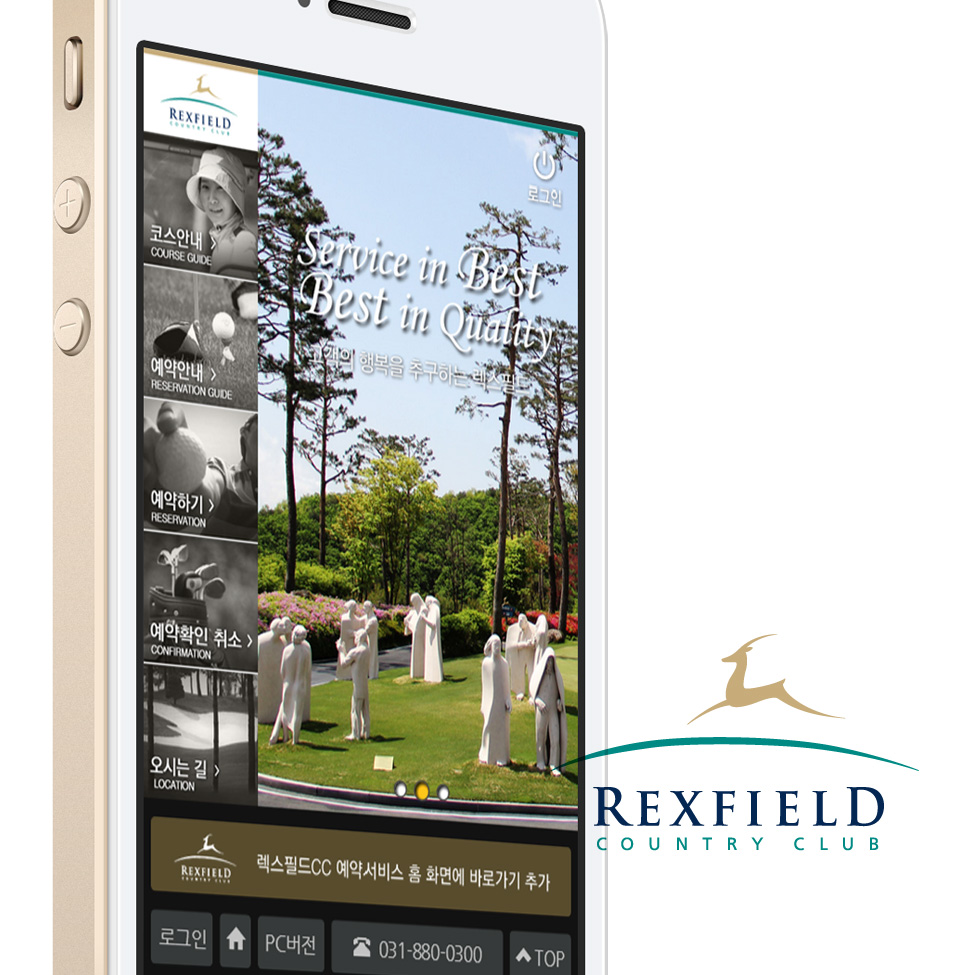 REXFIELD
COUNTRY CLUB
로그인
코스안내 >
COURSE GUIDE
Service in Best
Best in Quality
고객의 행복을 추구하는 렉스필드
예약안내 >
RESERVATION GUIDE
예약하기 >
RESERVATION
예약확인 취소 >
CONFIRMATION
오시는 길 >
LOCATION
REXFIELD
COUNTRY CLUB
REXFIELD
COUNTRY CLUB
렉스필드CC 예약서비스 홈 화면에 바로가기 추가
로그인
PC버전
031-880-0300
TOP